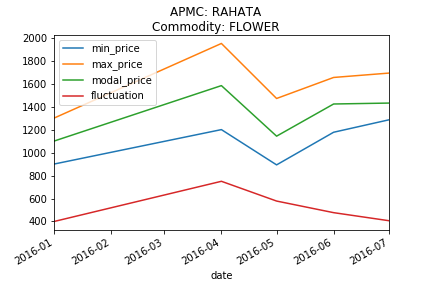 APMC: RAHATA
Commodity: FLOWER
2000
1800
1600
1400
1200
1000
800
600
400
min_price
max_price
modal_price
fluctuation
2016-01
2016-02
2016-03
2016-04
2016-05
2016-06
2016-07
date